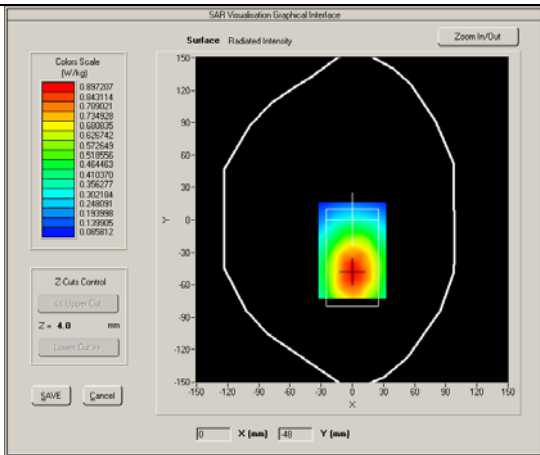 SAR Visualisation Graphical Interface
Surface Radiated Intensity
Zoom In/Out
Colors Scale
(W/kg)
0.897207
0.843114
0.789021
0.734928
0.680835
0.626742
0.572649
0.518556
0.464463
0.410370
0.356277
0.302184
0.248091
0.193998
0.139905
0.085812
150
120
90
60
30
0
-30
-60
-90
-120
-150
Y
-150 -120 -90 -60 -30 0 30 60 90 120 150
X
Z Cuts Control
<< Upper Cut
Z = 4.0 mm
Lower Cut >>
SAVE Cancel
0 X (mm) -48 Y (mm)